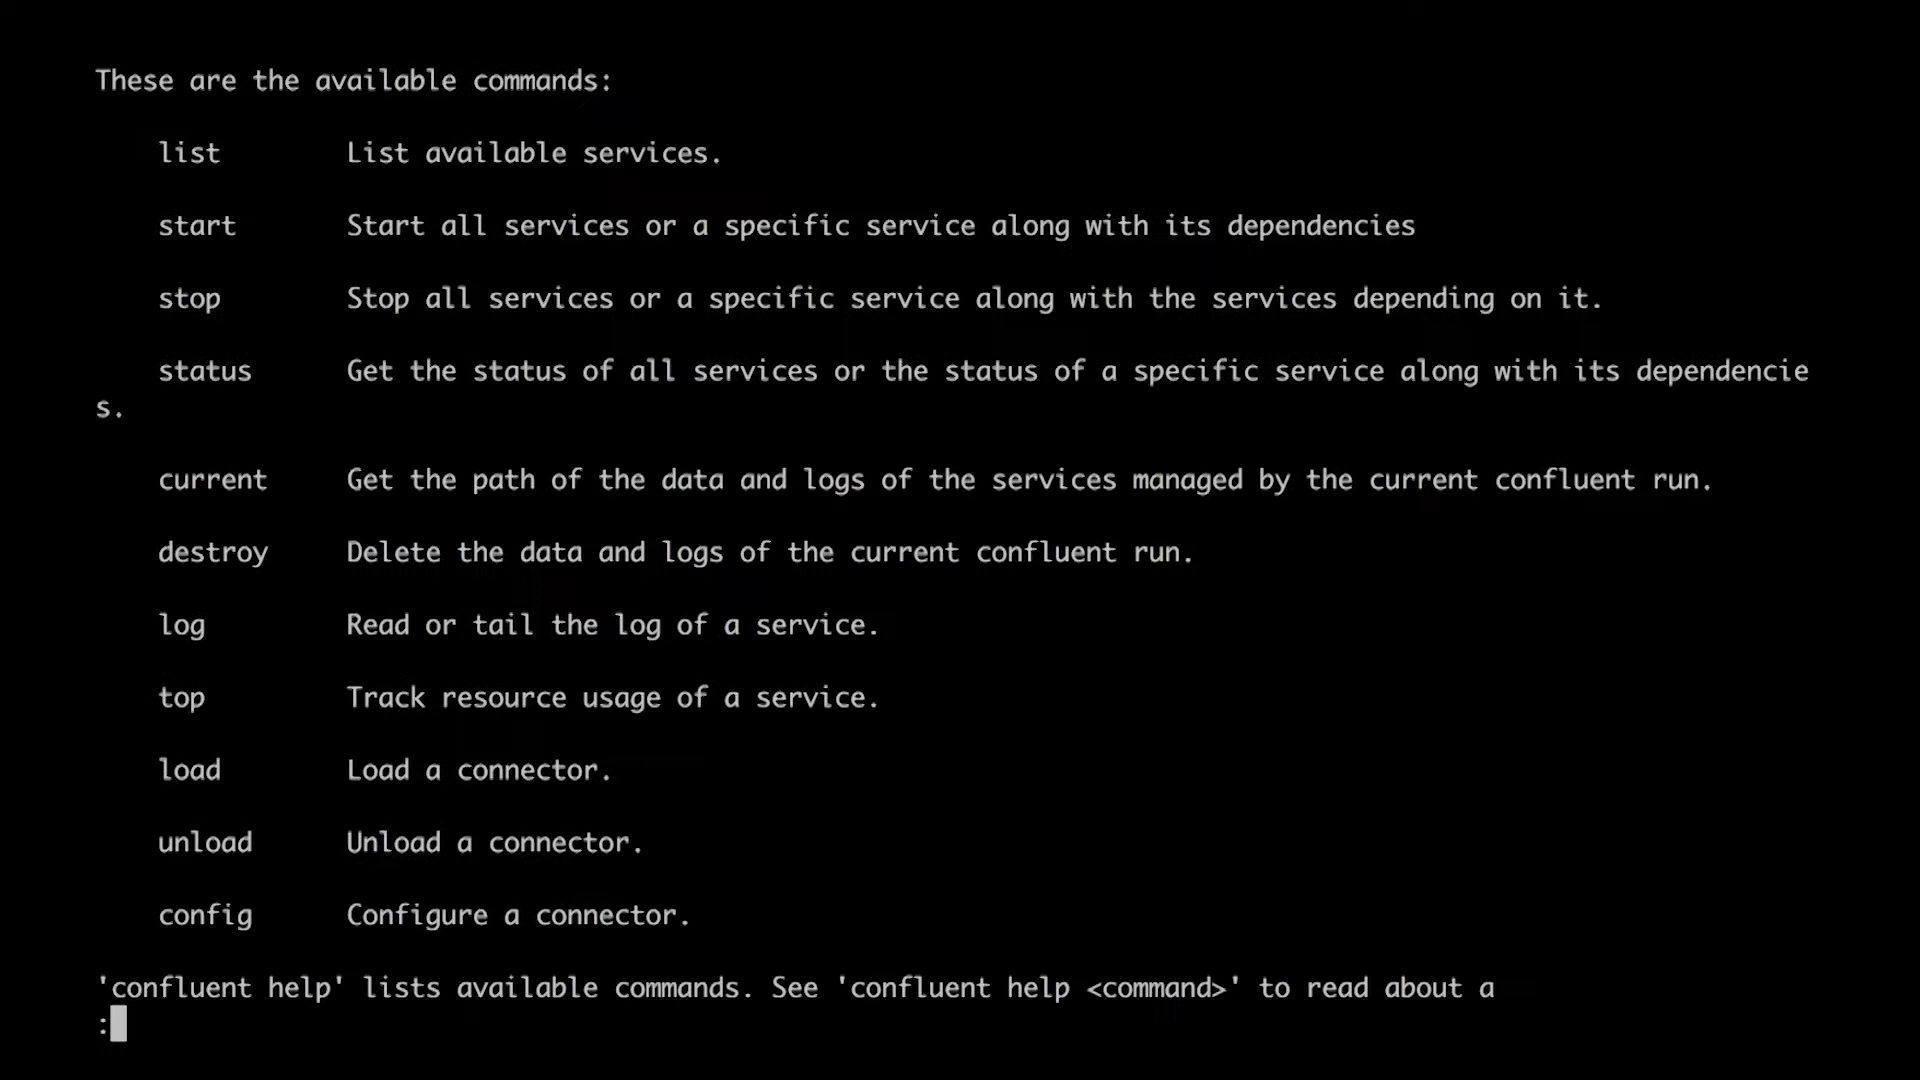 These are the available commands:
list List available services.
start Start all services or a specific service along with its dependencies
stop Stop all services or a specific service along with the services depending on it.
status Get the status of all services or the status of a specific service along with its dependencie
s.
current Get the path of the data and logs of the services managed by the current confluent run.
destroy Delete the data and logs of the current confluent run.
log Read or tail the log of a service.
top Track resource usage of a service.
load Load a connector.
unload Unload a connector.
config Configure a connector.
'confluent help' lists available commands. See 'confluent help <command>' to read about a
: